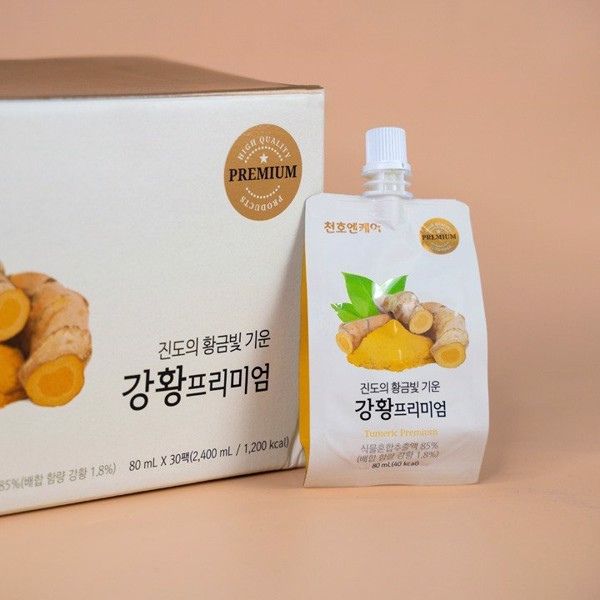 HIGH QUALITY
PREMIUM
PRODUCTS
진도의 황금빛 기운
강황프리미엄
80 mL X 30팩(2,400 mL / 1,200 kcal)
85%(배합 함량 강황 1.8%)
천호엔케어
PREMIUM
진도의 황금빛 기운
강황프리미엄
Tumeric Premium
식물혼합추출액 85%
(배합 함량 강황 1.8%)
80 mL(40 kcal)